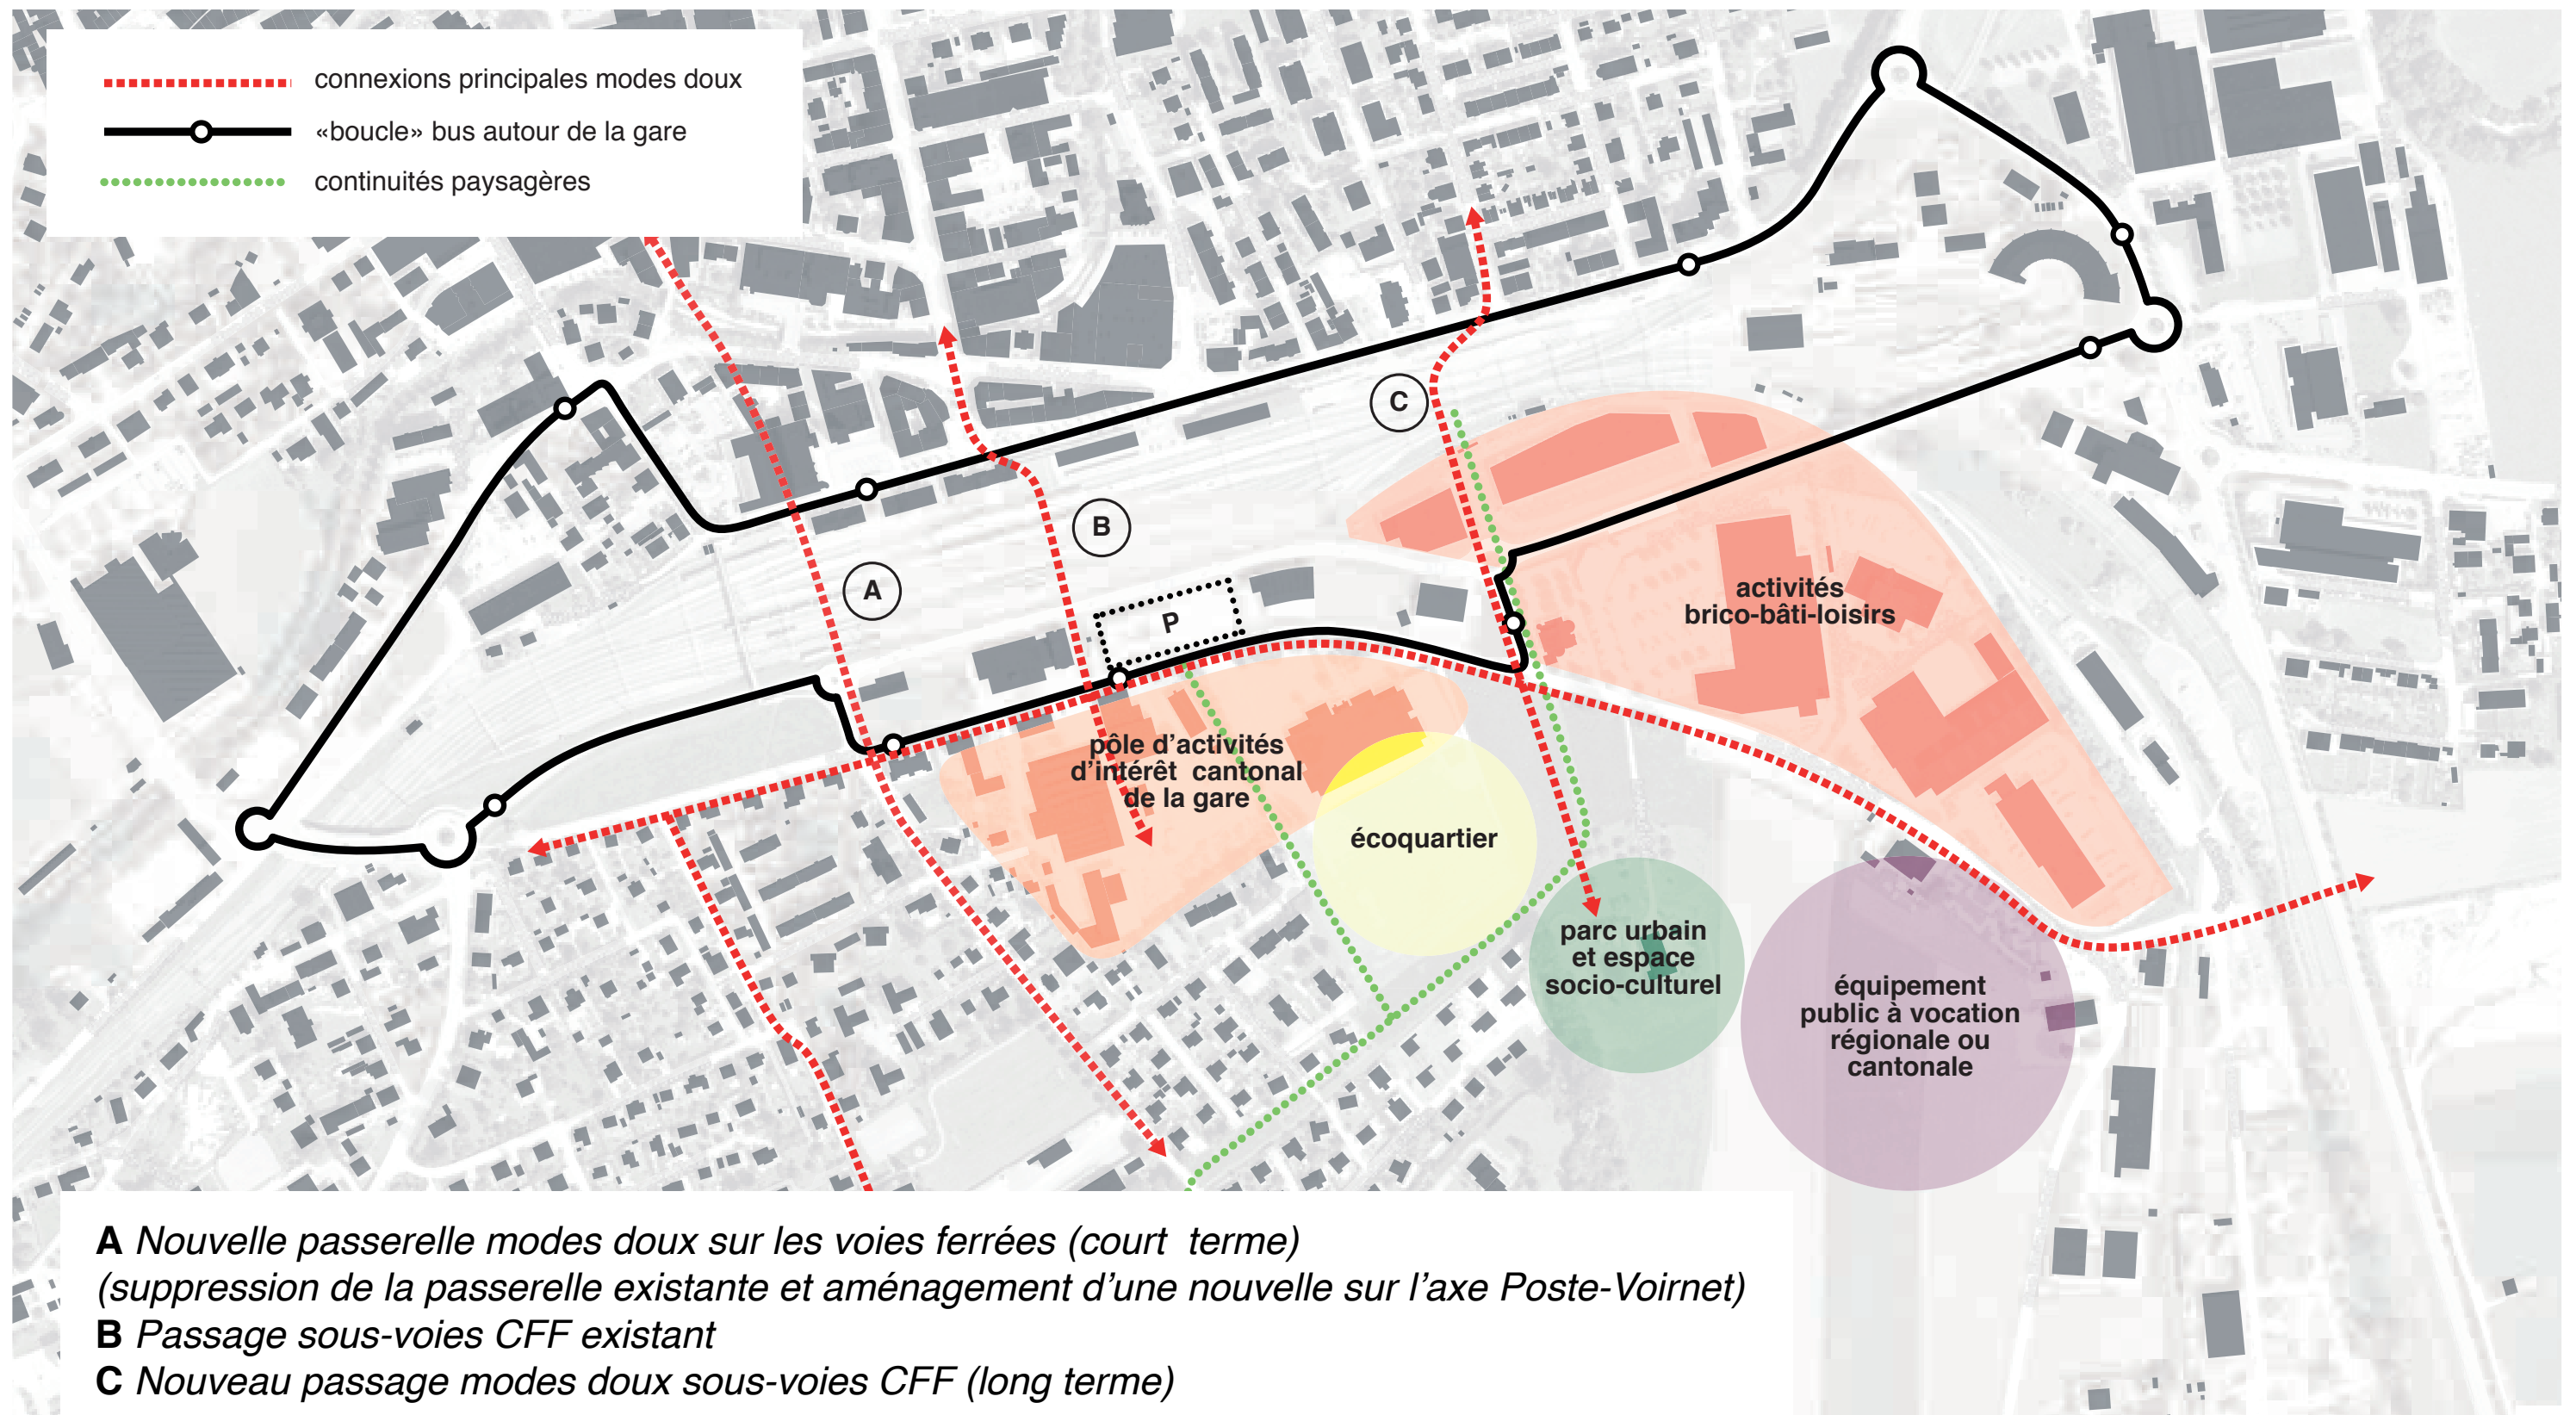 connexions principales modes doux
«boucle» bus autour de la gare
continuités paysagères
C
B
A
P
activités
brico-bâti-loisirs
pôle d'activités
d'intérêt cantonal
de la gare
écoquartier
parc urbain
et espace
socio-culturel
équipement
public à vocation
régionale ou
cantonale
A Nouvelle passerelle modes doux sur les voies ferrées (court terme)
(suppression de la passerelle existante et aménagement d'une nouvelle sur l'axe Poste-Voirnet)
B Passage sous-voies CFF existant
C Nouveau passage modes doux sous-voies CFF (long terme)